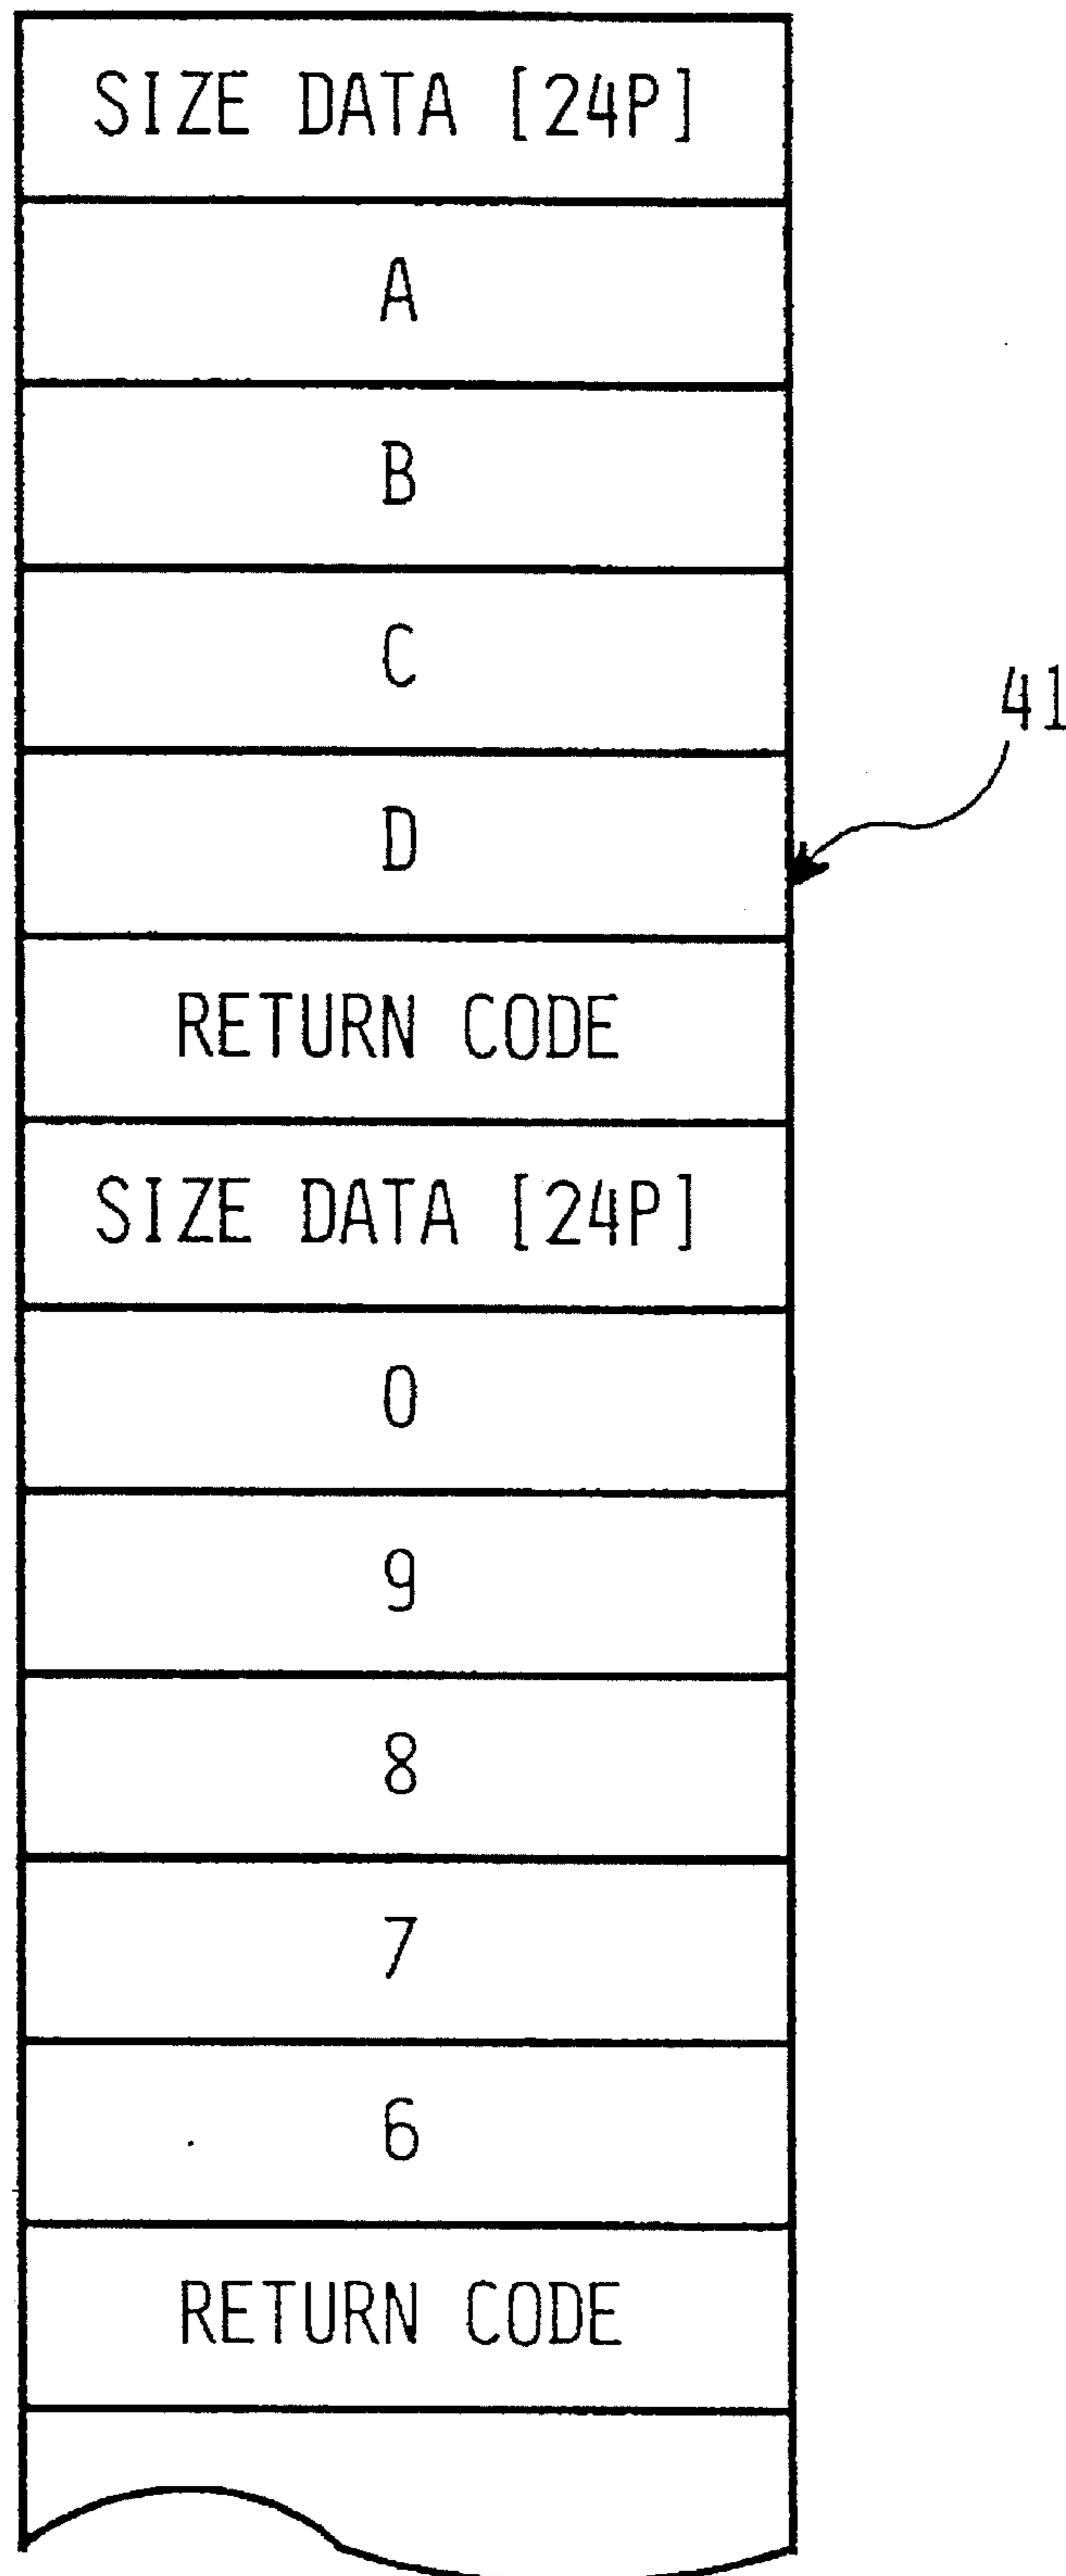 SIZE DATA [24P]
A
B
C
41
D
RETURN CODE
SIZE DATA [24P]
0
9
8
7
6
RETURN CODE